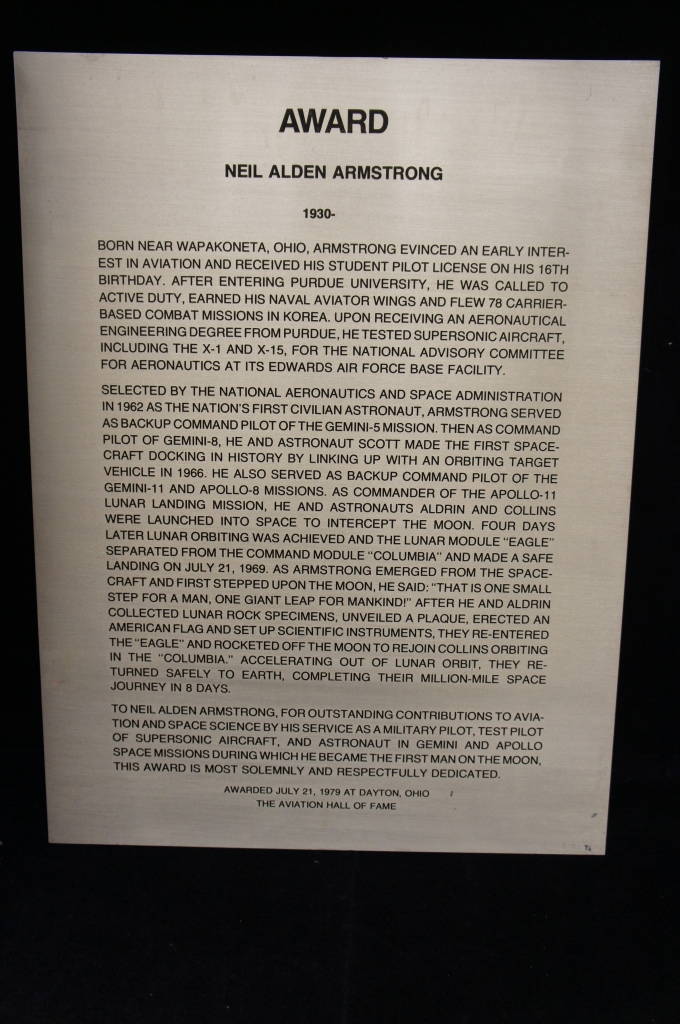 AWARD
NEIL ALDEN ARMSTRONG
1930-
BORN NEAR WAPAKONETA, OHIO, ARMSTRONG EVINCED AN EARLY INTER-
EST IN AVIATION AND RECEIVED HIS STUDENT PILOT LICENSE ON HIS 16TH
BIRTHDAY. AFTER ENTERING PURDUE UNIVERSITY, HE WAS CALLED TO
ACTIVE DUTY, EARNED HIS NAVAL AVIATOR WINGS AND FLEW 78 CARRIER-
BASED COMBAT MISSIONS IN KOREA. UPON RECEIVING AN AERONAUTICAL
ENGINEERING DEGREE FROM PURDUE, HE TESTED SUPERSONIC AIRCRAFT,
INCLUDING THE X-1 AND X-15, FOR THE NATIONAL ADVISORY COMMITTEE
FOR AERONAUTICS AT ITS EDWARDS AIR FORCE BASE FACILITY.
SELECTED BY THE NATIONAL AERONAUTICS AND SPACE ADMINISTRATION
IN 1962 AS THE NATION'S FIRST CIVILIAN ASTRONAUT, ARMSTRONG SERVED
AS BACKUP COMMAND PILOT OF THE GEMINI-5 MISSION. THEN AS COMMAND
PILOT OF GEMINI-8, HE AND ASTRONAUT SCOTT MADE THE FIRST SPACE-
CRAFT DOCKING IN HISTORY BY LINKING UP WITH AN ORBITING TARGET
VEHICLE IN 1966. HE ALSO SERVED AS BACKUP COMMAND PILOT OF THE
GEMINI-11 AND APOLLO-8 MISSIONS. AS COMMANDER OF THE APOLLO-11
LUNAR LANDING MISSION, HE AND ASTRONAUTS ALDRIN AND COLLINS
WERE LAUNCHED INTO SPACE TO INTERCEPT THE MOON. FOUR DAYS
LATER LUNAR ORBITING WAS ACHIEVED AND THE LUNAR MODULE "EAGLE"
SEPARATED FROM THE COMMAND MODULE "COLUMBIA" AND MADE A SAFE
LANDING ON JULY 21, 1969. AS ARMSTRONG EMERGED FROM THE SPACE-
CRAFT AND FIRST STEPPED UPON THE MOON, HE SAID: "THAT IS ONE SMALL
STEP FOR A MAN, ONE GIANT LEAP FOR MANKIND!" AFTER HE AND ALDRIN
COLLECTED LUNAR ROCK SPECIMENS, UNVEILED A PLAQUE, ERECTED AN
AMERICAN FLAG AND SET UP SCIENTIFIC INSTRUMENTS, THEY RE-ENTERED
THE "EAGLE" AND ROCKETED OFF THE MOON TO REJOIN COLLINS ORBITING
IN THE "COLUMBIA." ACCELERATING OUT OF LUNAR ORBIT, THEY RE-
TURNED SAFELY TO EARTH, COMPLETING THEIR MILLION-MILE SPACE
JOURNEY IN 8 DAYS.
TO NEIL ALDEN ARMSTRONG, FOR OUTSTANDING CONTRIBUTIONS TO AVIA-
TION AND SPACE SCIENCE BY HIS SERVICE AS A MILITARY PILOT, TEST PILOT
OF SUPERSONIC AIRCRAFT, AND ASTRONAUT IN GEMINI AND APOLLO
SPACE MISSIONS DURING WHICH HE BECAME THE FIRST MAN ON THE MOON,
THIS AWARD IS MOST SOLEMNLY AND RESPECTFULLY DEDICATED.
AWARDED JULY 21, 1979 AT DAYTON, OHIO
THE AVIATION HALL OF FAME